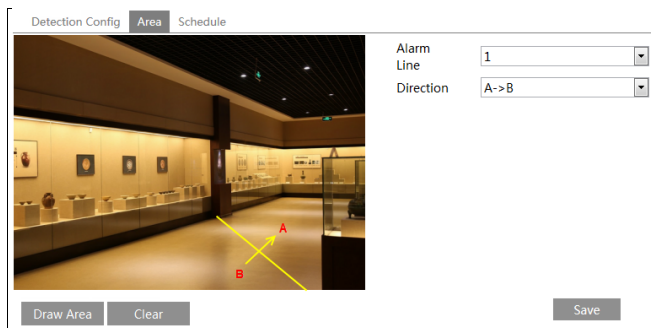 Detection Config Area Schedule
Alarm
Line
1
Direction
A->B
A
B
Draw Area Clear
Save